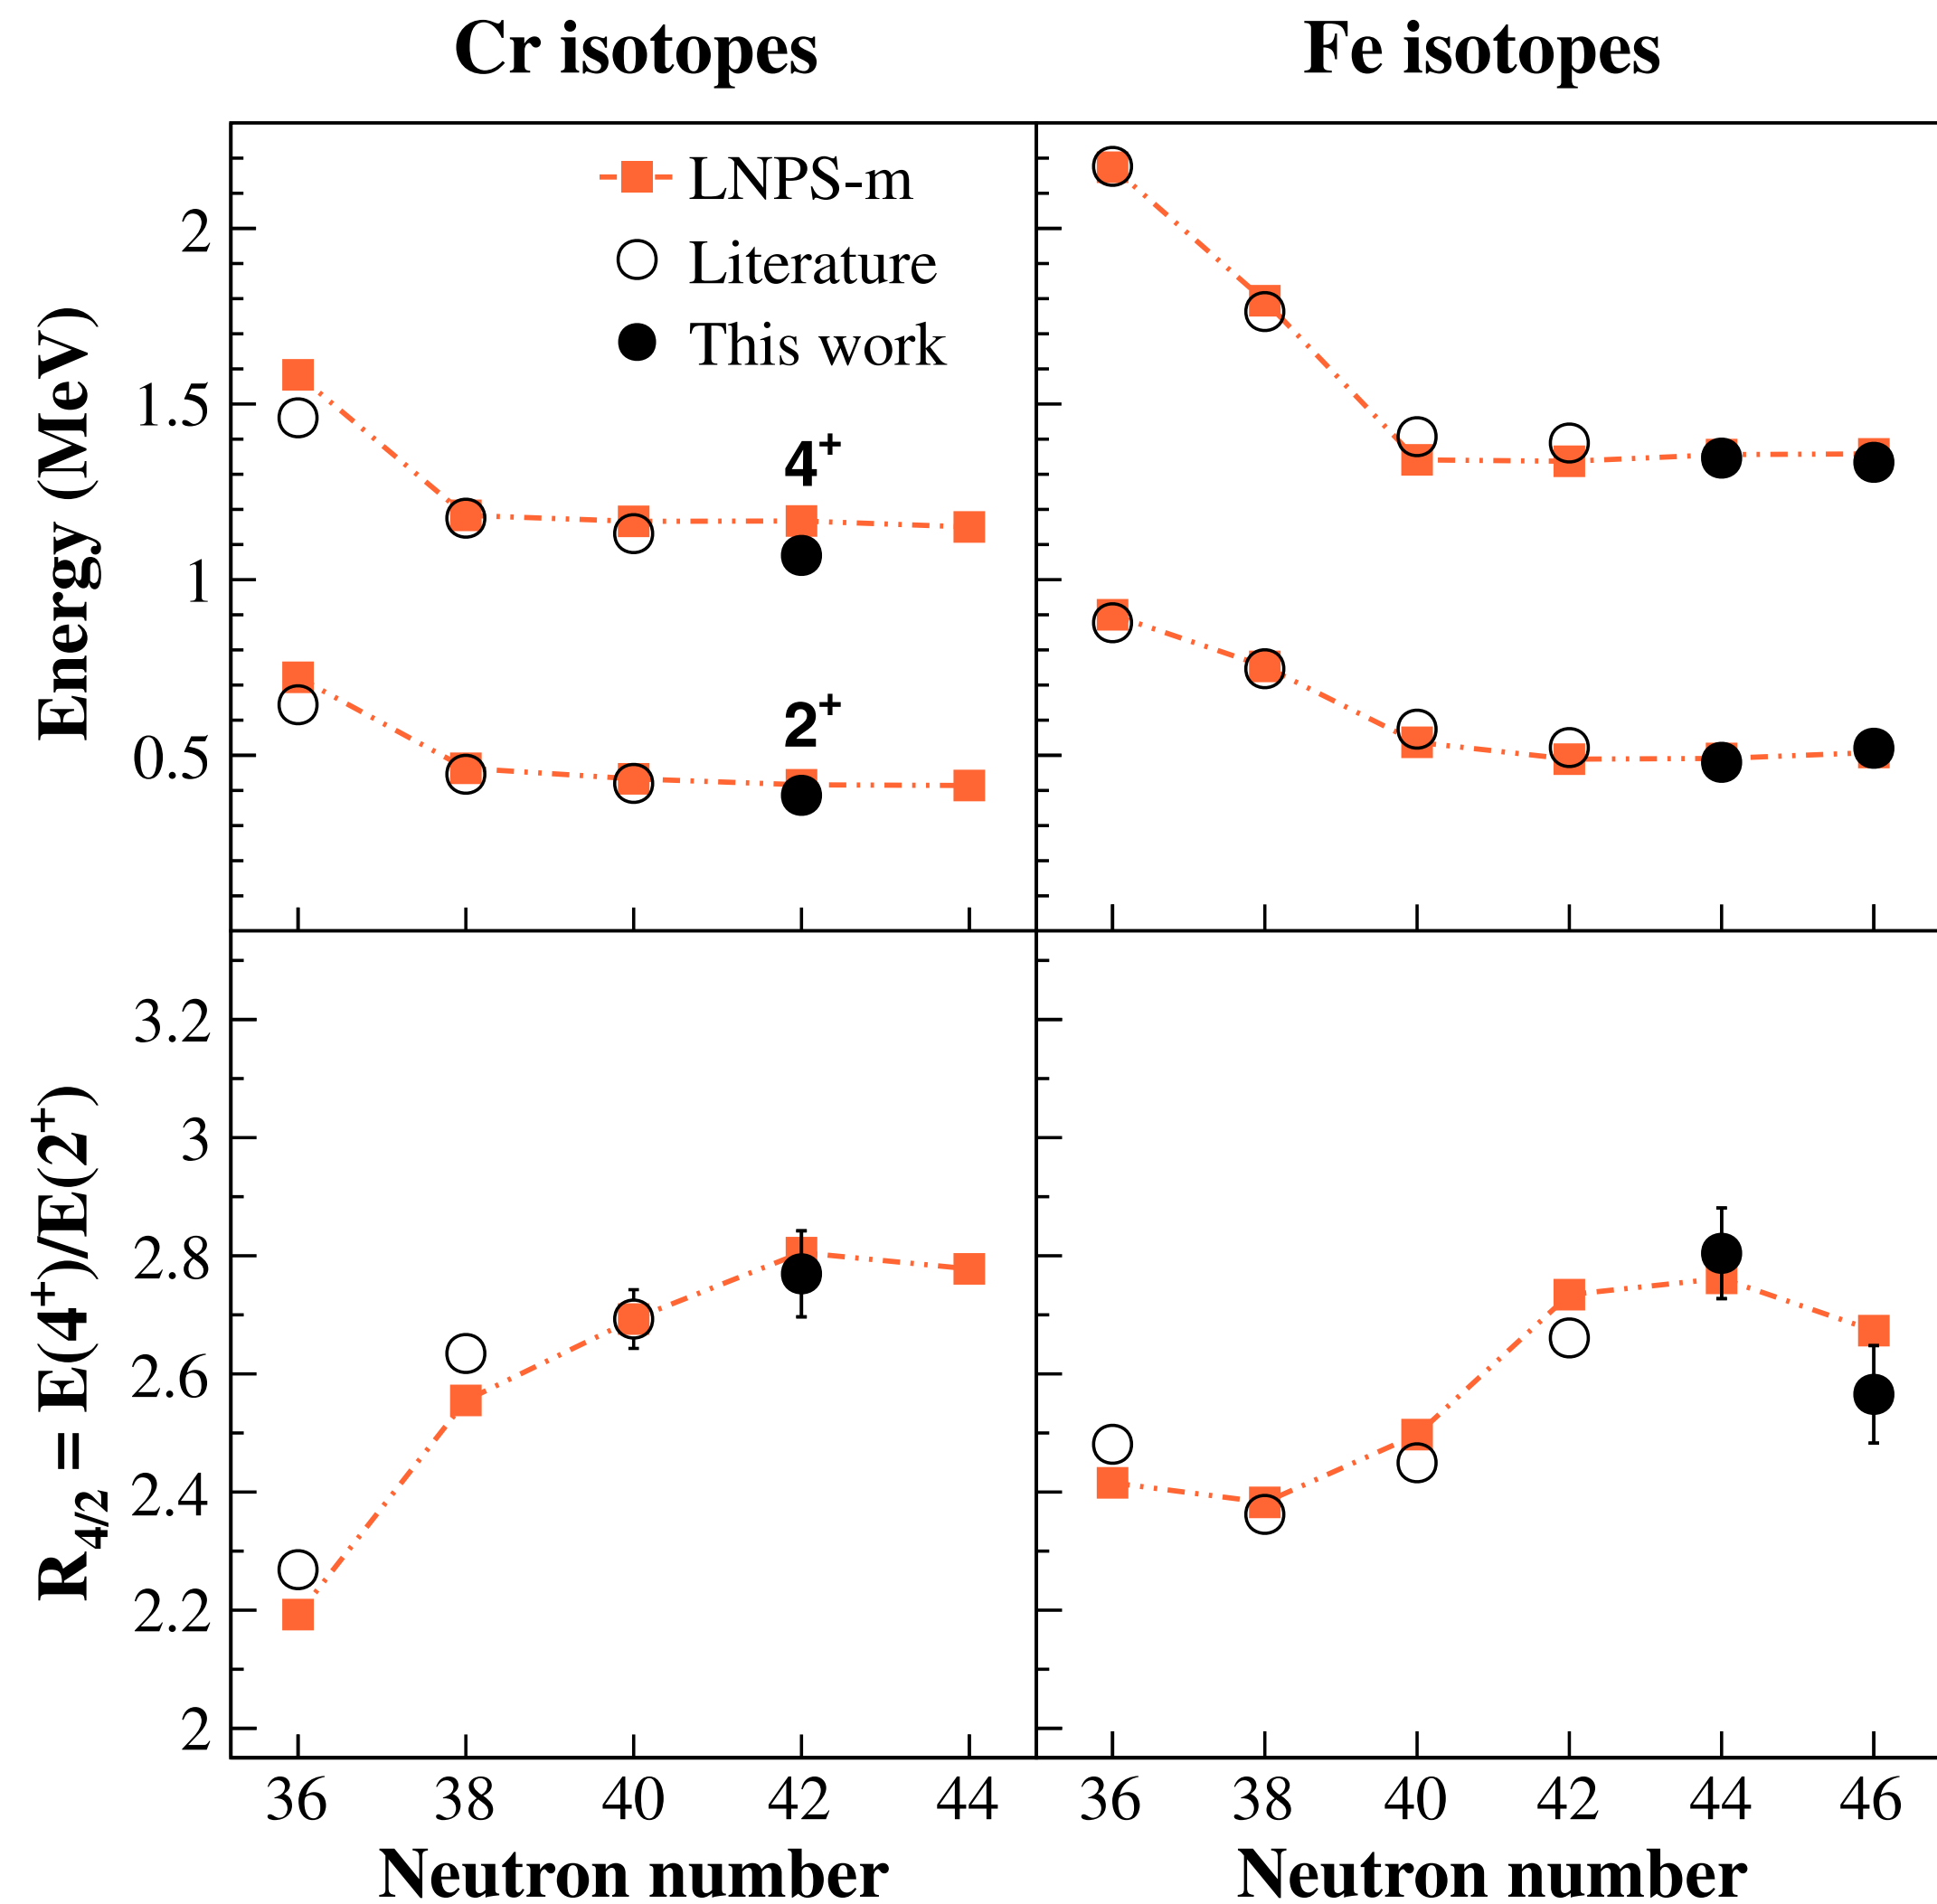 Cr isotopes
Fe isotopes
LNPS-m
Literature
This work
Energy (MeV)
2
1.5
1
0.5
4⁺
2⁺
R₄/₂ = E(4⁺)/E(2⁺)
3.2
3
2.8
2.6
2.4
2.2
2
36 38 40 42 44
36 38 40 42 44 46
Neutron number
Neutron number